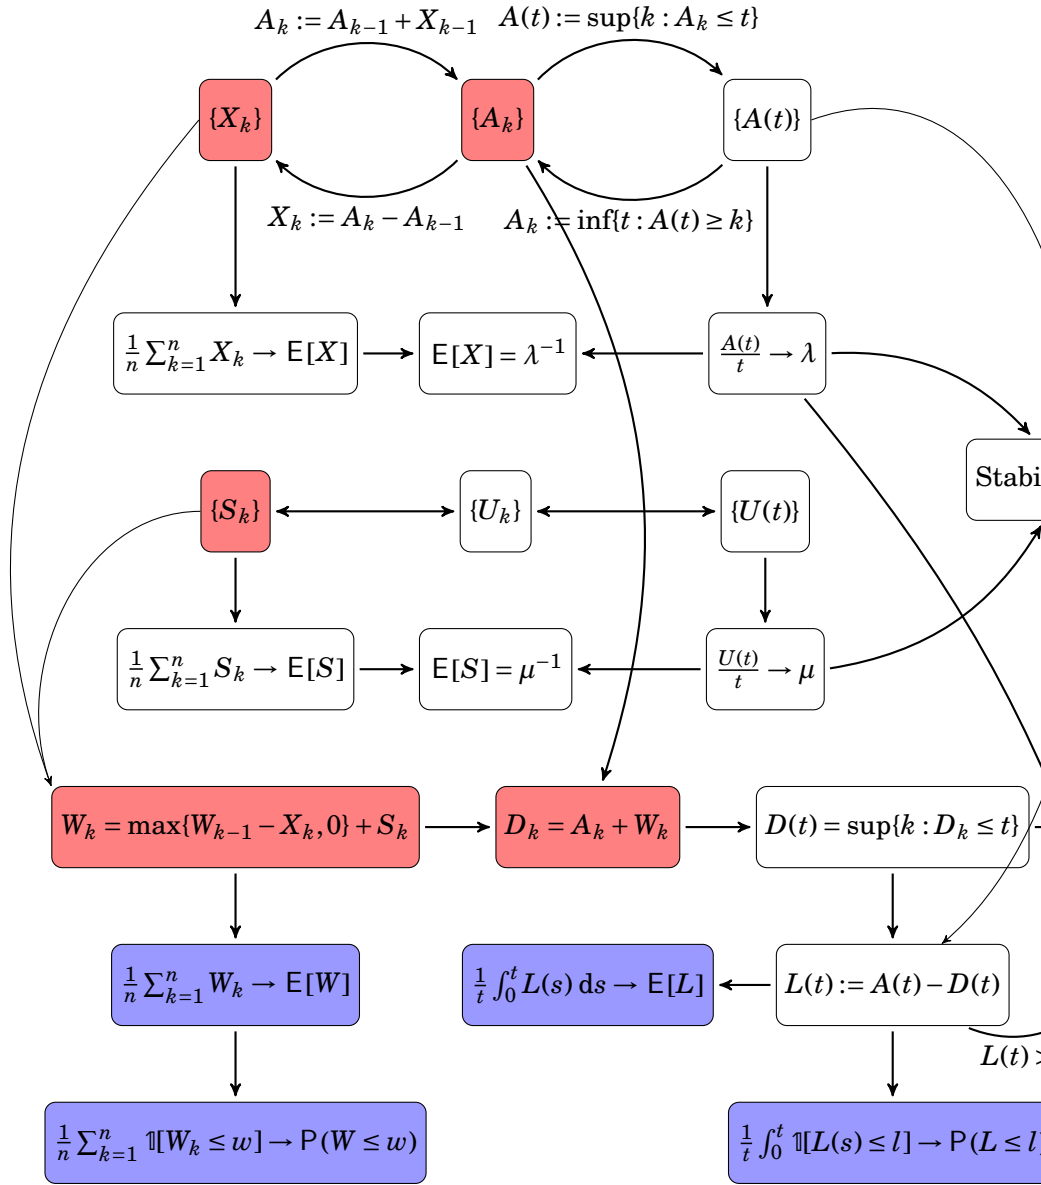 A_k := A_{k−1} + X_{k−1}
A(t) := sup{k : A_k ≤ t}
{X_k}
{A_k}
{A(t)}
X_k := A_k − A_{k−1}
A_k := inf{t : A(t) ≥ k}
1/n ∑_{k=1}^n X_k → E[X]
E[X] = λ^{−1}
A(t)/t → λ
Stabi
{S_k}
{U_k}
{U(t)}
1/n ∑_{k=1}^n S_k → E[S]
E[S] = μ^{−1}
U(t)/t → μ
W_k = max{W_{k−1} − X_k, 0} + S_k
D_k = A_k + W_k
D(t) = sup{k : D_k ≤ t}
1/n ∑_{k=1}^n W_k → E[W]
1/t ∫_0^t L(s) ds → E[L]
L(t) := A(t) − D(t)
L(t) >
1/n ∑_{k=1}^n 𝟙[W_k ≤ w] → P(W ≤ w)
1/t ∫_0^t 𝟙[L(s) ≤ l] → P(L ≤ l